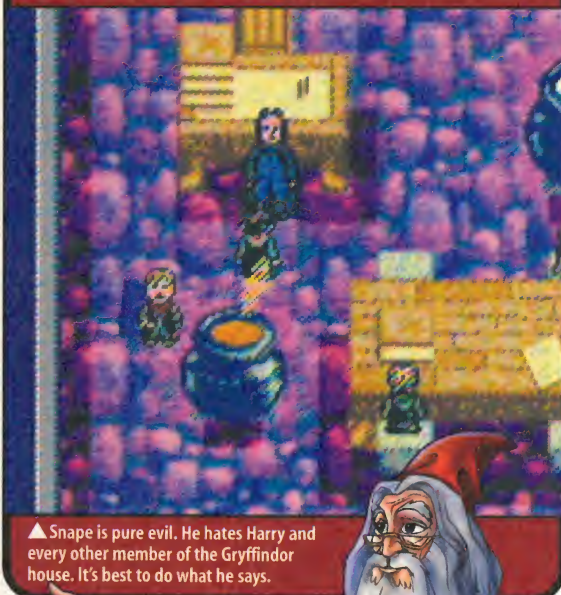 ▲ Snape is pure evil. He hates Harry and
every other member of the Gryffindor
house. It's best to do what he says.